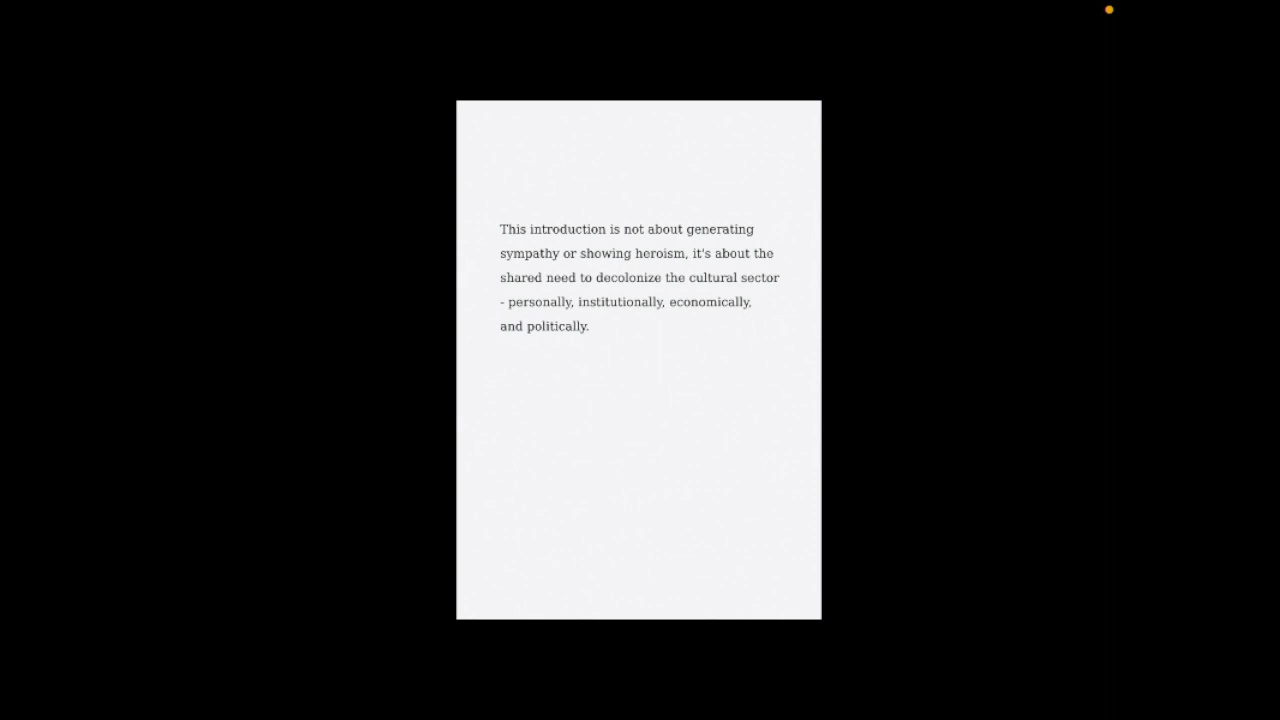 This introduction is not about generating
sympathy or showing heroism, it's about the
shared need to decolonize the cultural sector
- personally, institutionally, economically,
and politically.